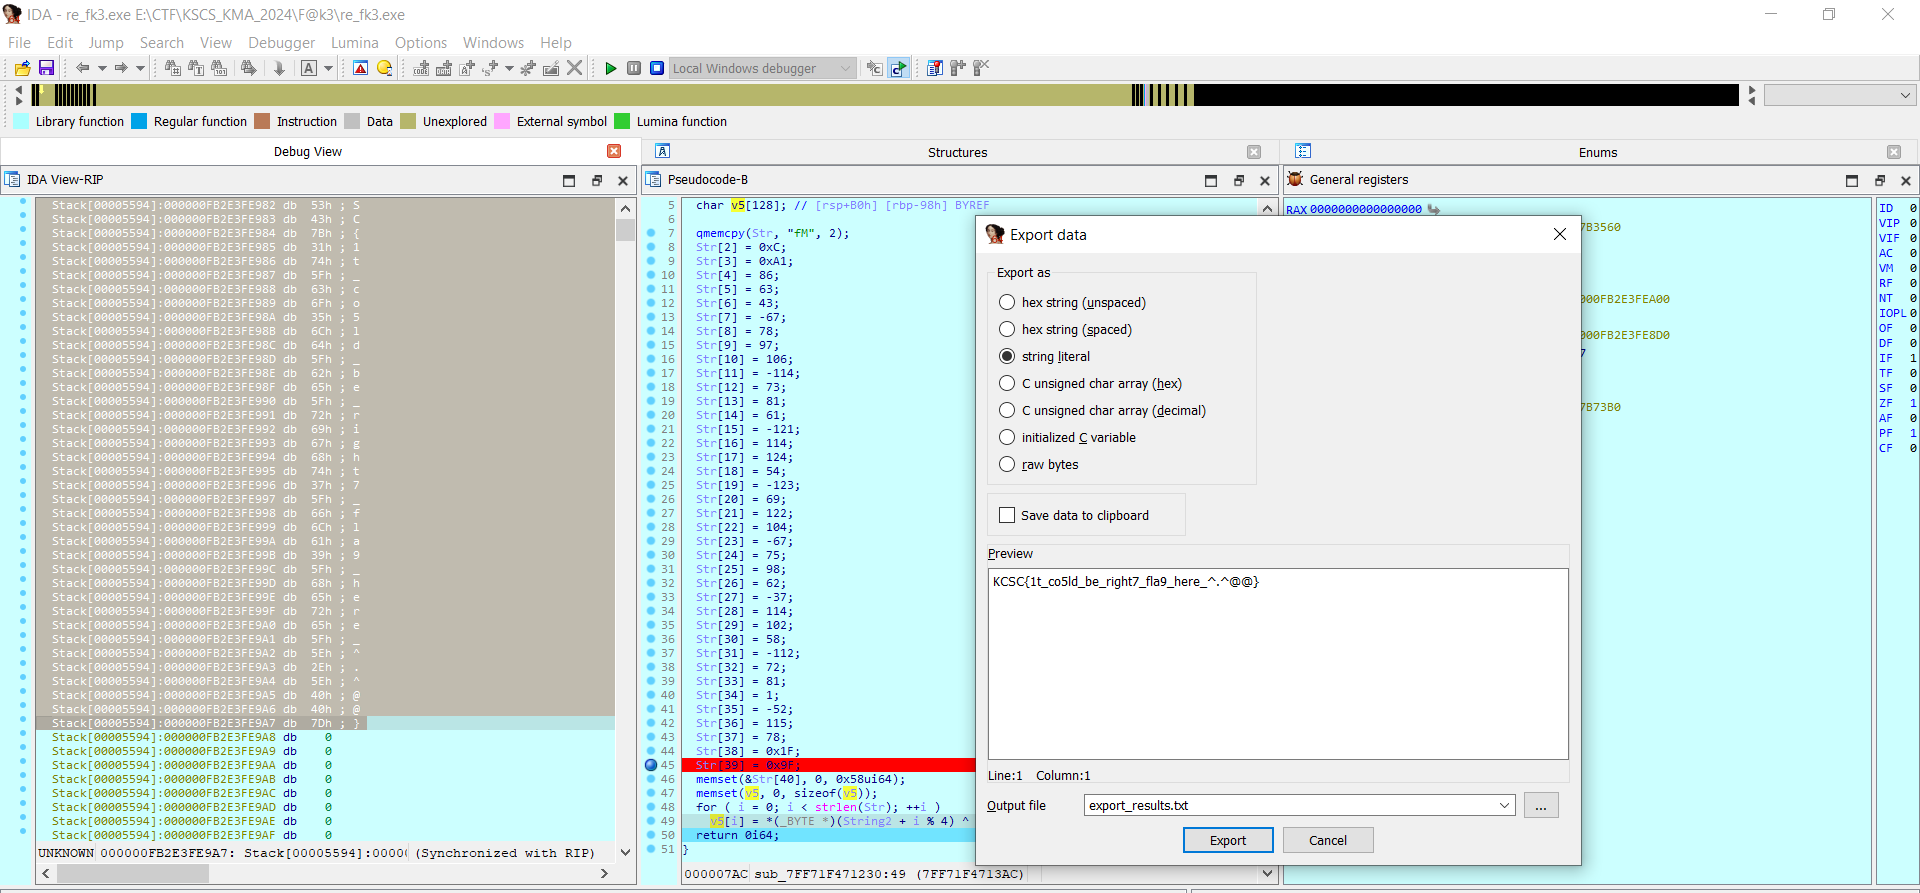 IDA - re_fk3.exe E:\CTF\KSCS_KMA_2024\F@k3\re_fk3.exe
File Edit Jump Search View Debugger Lumina Options Windows Help
Local Windows debugger
Library function Regular function Instruction Data Unexplored External symbol Lumina function
Debug View
Structures
Enums
IDA View-RIP
Stack[00005594]:000000FB2E3FE982 db 53h ; S
Stack[00005594]:000000FB2E3FE983 db 43h ; C
Stack[00005594]:000000FB2E3FE984 db 7Bh ; {
Stack[00005594]:000000FB2E3FE985 db 31h ; 1
Stack[00005594]:000000FB2E3FE986 db 74h ; t
Stack[00005594]:000000FB2E3FE987 db 5Fh ; _
Stack[00005594]:000000FB2E3FE988 db 63h ; c
Stack[00005594]:000000FB2E3FE989 db 6Fh ; o
Stack[00005594]:000000FB2E3FE98A db 35h ; 5
Stack[00005594]:000000FB2E3FE98B db 6Ch ; l
Stack[00005594]:000000FB2E3FE98C db 64h ; d
Stack[00005594]:000000FB2E3FE98D db 5Fh ; _
Stack[00005594]:000000FB2E3FE98E db 62h ; b
Stack[00005594]:000000FB2E3FE98F db 65h ; e
Stack[00005594]:000000FB2E3FE990 db 5Fh ; _
Stack[00005594]:000000FB2E3FE991 db 72h ; r
Stack[00005594]:000000FB2E3FE992 db 69h ; i
Stack[00005594]:000000FB2E3FE993 db 67h ; g
Stack[00005594]:000000FB2E3FE994 db 68h ; h
Stack[00005594]:000000FB2E3FE995 db 74h ; t
Stack[00005594]:000000FB2E3FE996 db 37h ; 7
Stack[00005594]:000000FB2E3FE997 db 5Fh ; _
Stack[00005594]:000000FB2E3FE998 db 66h ; f
Stack[00005594]:000000FB2E3FE999 db 6Ch ; l
Stack[00005594]:000000FB2E3FE99A db 61h ; a
Stack[00005594]:000000FB2E3FE99B db 39h ; 9
Stack[00005594]:000000FB2E3FE99C db 5Fh ; _
Stack[00005594]:000000FB2E3FE99D db 68h ; h
Stack[00005594]:000000FB2E3FE99E db 65h ; e
Stack[00005594]:000000FB2E3FE99F db 72h ; r
Stack[00005594]:000000FB2E3FE9A0 db 65h ; e
Stack[00005594]:000000FB2E3FE9A1 db 5Fh ; _
Stack[00005594]:000000FB2E3FE9A2 db 5Eh ; ^
Stack[00005594]:000000FB2E3FE9A3 db 2Eh ; .
Stack[00005594]:000000FB2E3FE9A4 db 5Eh ; ^
Stack[00005594]:000000FB2E3FE9A5 db 40h ; @
Stack[00005594]:000000FB2E3FE9A6 db 40h ; @
Stack[00005594]:000000FB2E3FE9A7 db 7Dh ; }
Stack[00005594]:000000FB2E3FE9A8 db 0
Stack[00005594]:000000FB2E3FE9A9 db 0
Stack[00005594]:000000FB2E3FE9AA db 0
Stack[00005594]:000000FB2E3FE9AB db 0
Stack[00005594]:000000FB2E3FE9AC db 0
Stack[00005594]:000000FB2E3FE9AD db 0
Stack[00005594]:000000FB2E3FE9AE db 0
Stack[00005594]:000000FB2E3FE9AF db 0
UNKNOWN 000000FB2E3FE9A7: Stack[00005594]:0000 (Synchronized with RIP)
Pseudocode-B
5 char v5[128]; // [rsp+B0h] [rbp-98h] BYREF
6
7 qmemcpy(Str, "fM", 2);
8 Str[2] = 0xC;
9 Str[3] = 0xA1;
10 Str[4] = 86;
11 Str[5] = 63;
12 Str[6] = 43;
13 Str[7] = -67;
14 Str[8] = 78;
15 Str[9] = 97;
16 Str[10] = 106;
17 Str[11] = -114;
18 Str[12] = 73;
19 Str[13] = 81;
20 Str[14] = 61;
21 Str[15] = -121;
22 Str[16] = 114;
23 Str[17] = 124;
24 Str[18] = 54;
25 Str[19] = -123;
26 Str[20] = 69;
27 Str[21] = 122;
28 Str[22] = 104;
29 Str[23] = -67;
30 Str[24] = 75;
31 Str[25] = 98;
32 Str[26] = 62;
33 Str[27] = -37;
34 Str[28] = 114;
35 Str[29] = 102;
36 Str[30] = 58;
37 Str[31] = -112;
38 Str[32] = 72;
39 Str[33] = 81;
40 Str[34] = 1;
41 Str[35] = -52;
42 Str[36] = 115;
43 Str[37] = 78;
44 Str[38] = 0x1F;
45 Str[39] = 0x9F;
46 memset(&Str[40], 0, 0x58ui64);
47 memset(v5, 0, sizeof(v5));
48 for ( i = 0; i < strlen(Str); ++i )
49 v5[i] = *(_BYTE *)(String2 + i % 4) ^
50 return 0i64;
51 }
000007AC sub_7FF71F471230:49 (7FF71F4713AC)
Export data
Export as
hex string (unspaced)
hex string (spaced)
string literal
C unsigned char array (hex)
C unsigned char array (decimal)
initialized C variable
raw bytes
Save data to clipboard
Preview
KCSC{1t_co5ld_be_right7_fla9_here_^.^@@}
Line:1 Column:1
Output file export_results.txt ...
Export Cancel
General registers
RAX 0000000000000000
7B3560
000FB2E3FEA00
000FB2E3FE8D0
7
7B73B0
ID 0
VIP 0
VIF 0
AC 0
VM 0
RF 0
NT 0
IOPL 0
OF 0
DF 0
IF 1
TF 0
SF 0
ZF 1
AF 0
PF 1
CF 0